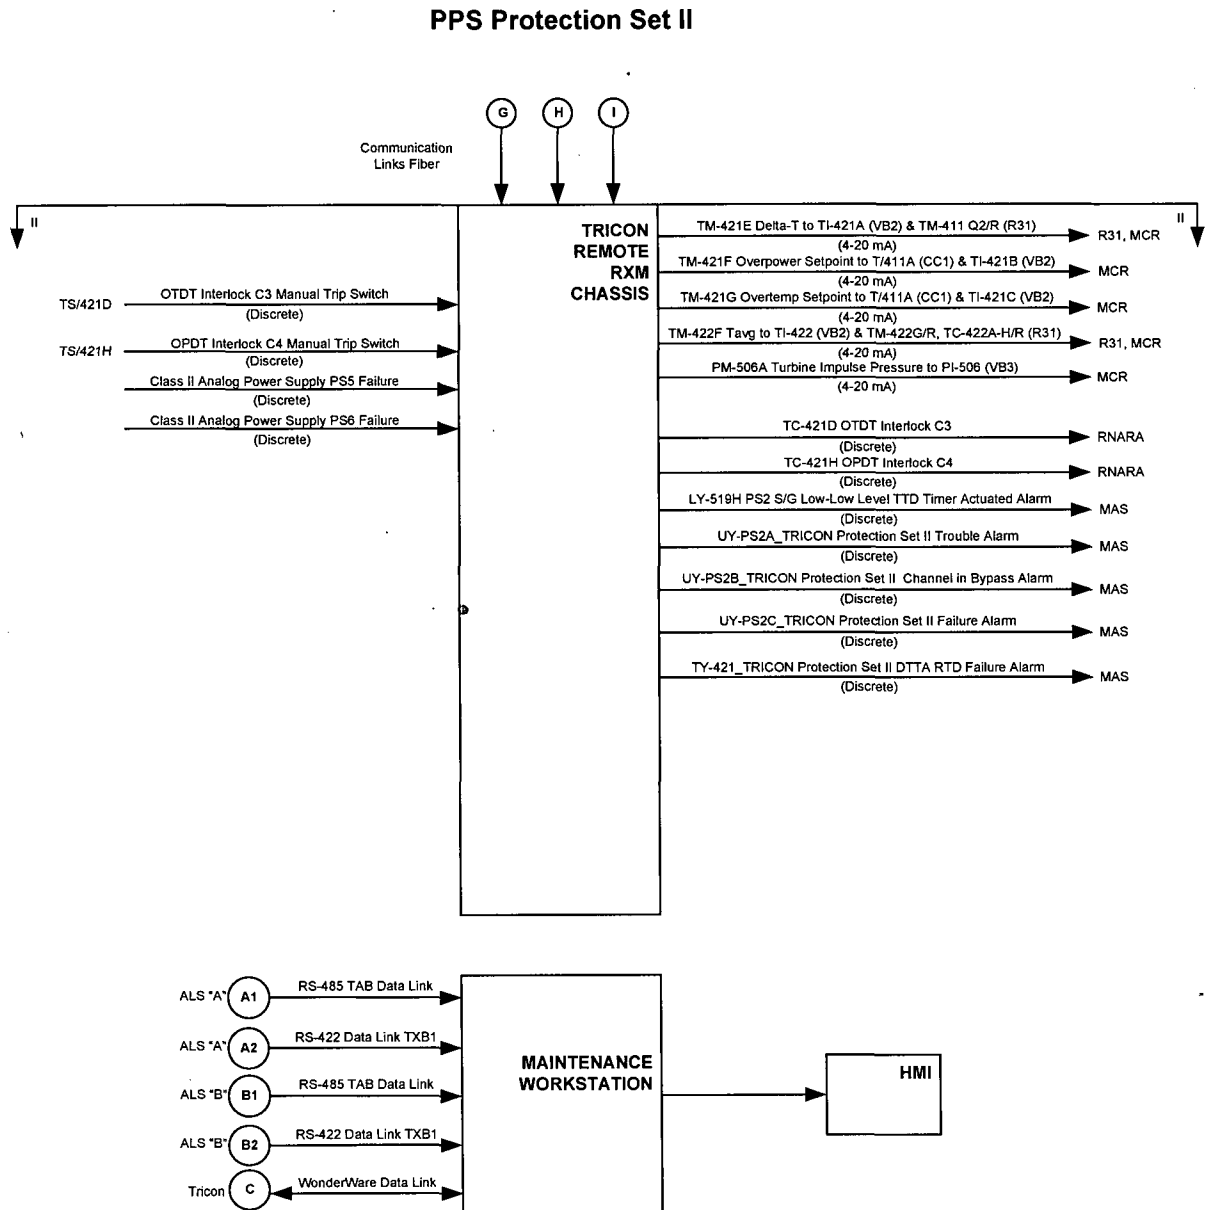 PPS Protection Set II
G
H
I
Communication
Links Fiber
II
II
TRICON
REMOTE
RXM
CHASSIS
TS/421D
OTDT Interlock C3 Manual Trip Switch
(Discrete)
TS/421H
OPDT Interlock C4 Manual Trip Switch
(Discrete)
Class II Analog Power Supply PS5 Failure
(Discrete)
Class II Analog Power Supply PS6 Failure
(Discrete)
TM-421E Delta-T to TI-421A (VB2) & TM-411 Q2/R (R31)
(4-20 mA)
R31, MCR
TM-421F Overpower Setpoint to T/411A (CC1) & TI-421B (VB2)
(4-20 mA)
MCR
TM-421G Overtemp Setpoint to T/411A (CC1) & TI-421C (VB2)
(4-20 mA)
MCR
TM-422F Tavg to TI-422 (VB2) & TM-422G/R, TC-422A-H/R (R31)
(4-20 mA)
R31, MCR
PM-506A Turbine Impulse Pressure to PI-506 (VB3)
(4-20 mA)
MCR
TC-421D OTDT Interlock C3
(Discrete)
RNARA
TC-421H OPDT Interlock C4
(Discrete)
RNARA
LY-519H PS2 S/G Low-Low Level TTD Timer Actuated Alarm
(Discrete)
MAS
UY-PS2A_TRICON Protection Set II Trouble Alarm
(Discrete)
MAS
UY-PS2B_TRICON Protection Set II Channel in Bypass Alarm
(Discrete)
MAS
UY-PS2C_TRICON Protection Set II Failure Alarm
(Discrete)
MAS
TY-421_TRICON Protection Set II DTTA RTD Failure Alarm
(Discrete)
MAS
ALS "A" A1 RS-485 TAB Data Link
ALS "A" A2 RS-422 Data Link TXB1
ALS "B" B1 RS-485 TAB Data Link
ALS "B" B2 RS-422 Data Link TXB1
Tricon C WonderWare Data Link
MAINTENANCE
WORKSTATION
HMI